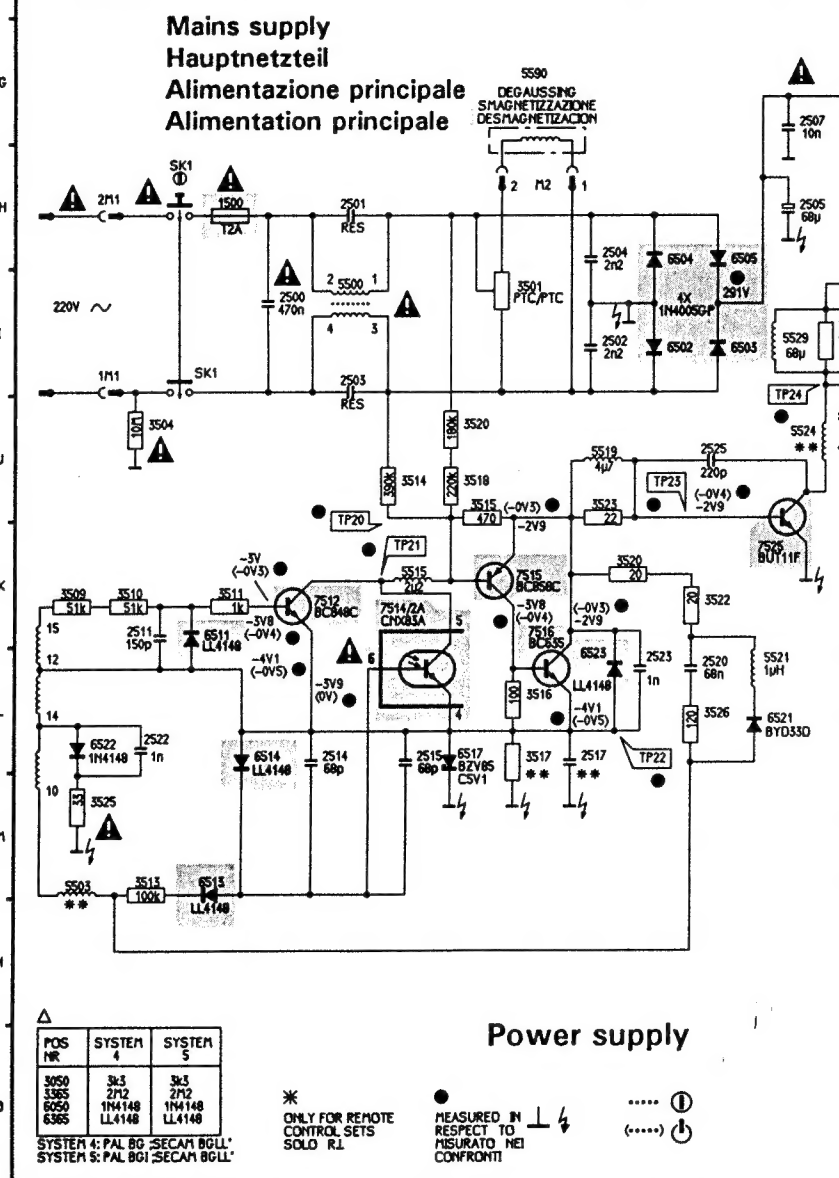 Mains supply
Hauptnetzteil
Alimentazione principale
Alimentation principale
G
5590
DEGAUSSING
SMAGNETIZZAZIONE
DESMAGNETIZACION
2507
10n
SK1
H
2M1
1500
T2A
2501
RES
2 M2 1
2505
68µ
2504
2n2
6504
6505
2 5500 1
2500
470n
3501
PTC/PTC
291V
4X
1N4005GP
220V
4 3
2502
2n2
6502
6503
5529
68µ
1M1
SK1
2503
RES
TP24
10M 3504
180k 3520
5524
**
390k 3514
220k 3518
5519
4µ7
2525
220p
TP23
(-0V4)
-2V9
TP20
3515
470
(-0V3)
-2V9
3523
22
7525
BUT11F
TP21
K
3509
51k
3510
51k
3511
1k
-3V
(-0V3)
7512
BC848C
5515
2µ2
7515
BC858C
3520
20
7514/2A
CNX83A
20 3522
15
2511
150p
6511
LL4148
-3V8
(-0V4)
5
-3V8
(-0V4)
7516
BC635
(-0V3)
-2V9
12
-4V1
(-0V5)
6
6523
LL4148
2523
1n
2520
68n
5521
1µH
-3V9
(0V)
100 3516
14
4
-4V1
(-0V5)
120 3526
6521
BYD33D
6522
1N4148
2522
1n
6514
LL4148
2514
68p
2515
68p
6517
BZV85
C5V1
3517
**
2517
**
TP22
10
33 3525
M
5503
**
3513
100k
6513
LL4148
Power supply
POS
NR
SYSTEM
4
SYSTEM
5
3050 3k3 3k3
3365 2M2 2M2
6050 1N4148 1N4148
6365 LL4148 LL4148
SYSTEM 4: PAL BG ;SECAM BGLL'
SYSTEM 5: PAL BGI ;SECAM BGLL'
*
ONLY FOR REMOTE
CONTROL SETS
SOLO R.I.
MEASURED IN
RESPECT TO
MISURATO NEI
CONFRONTI
.....
(.....)